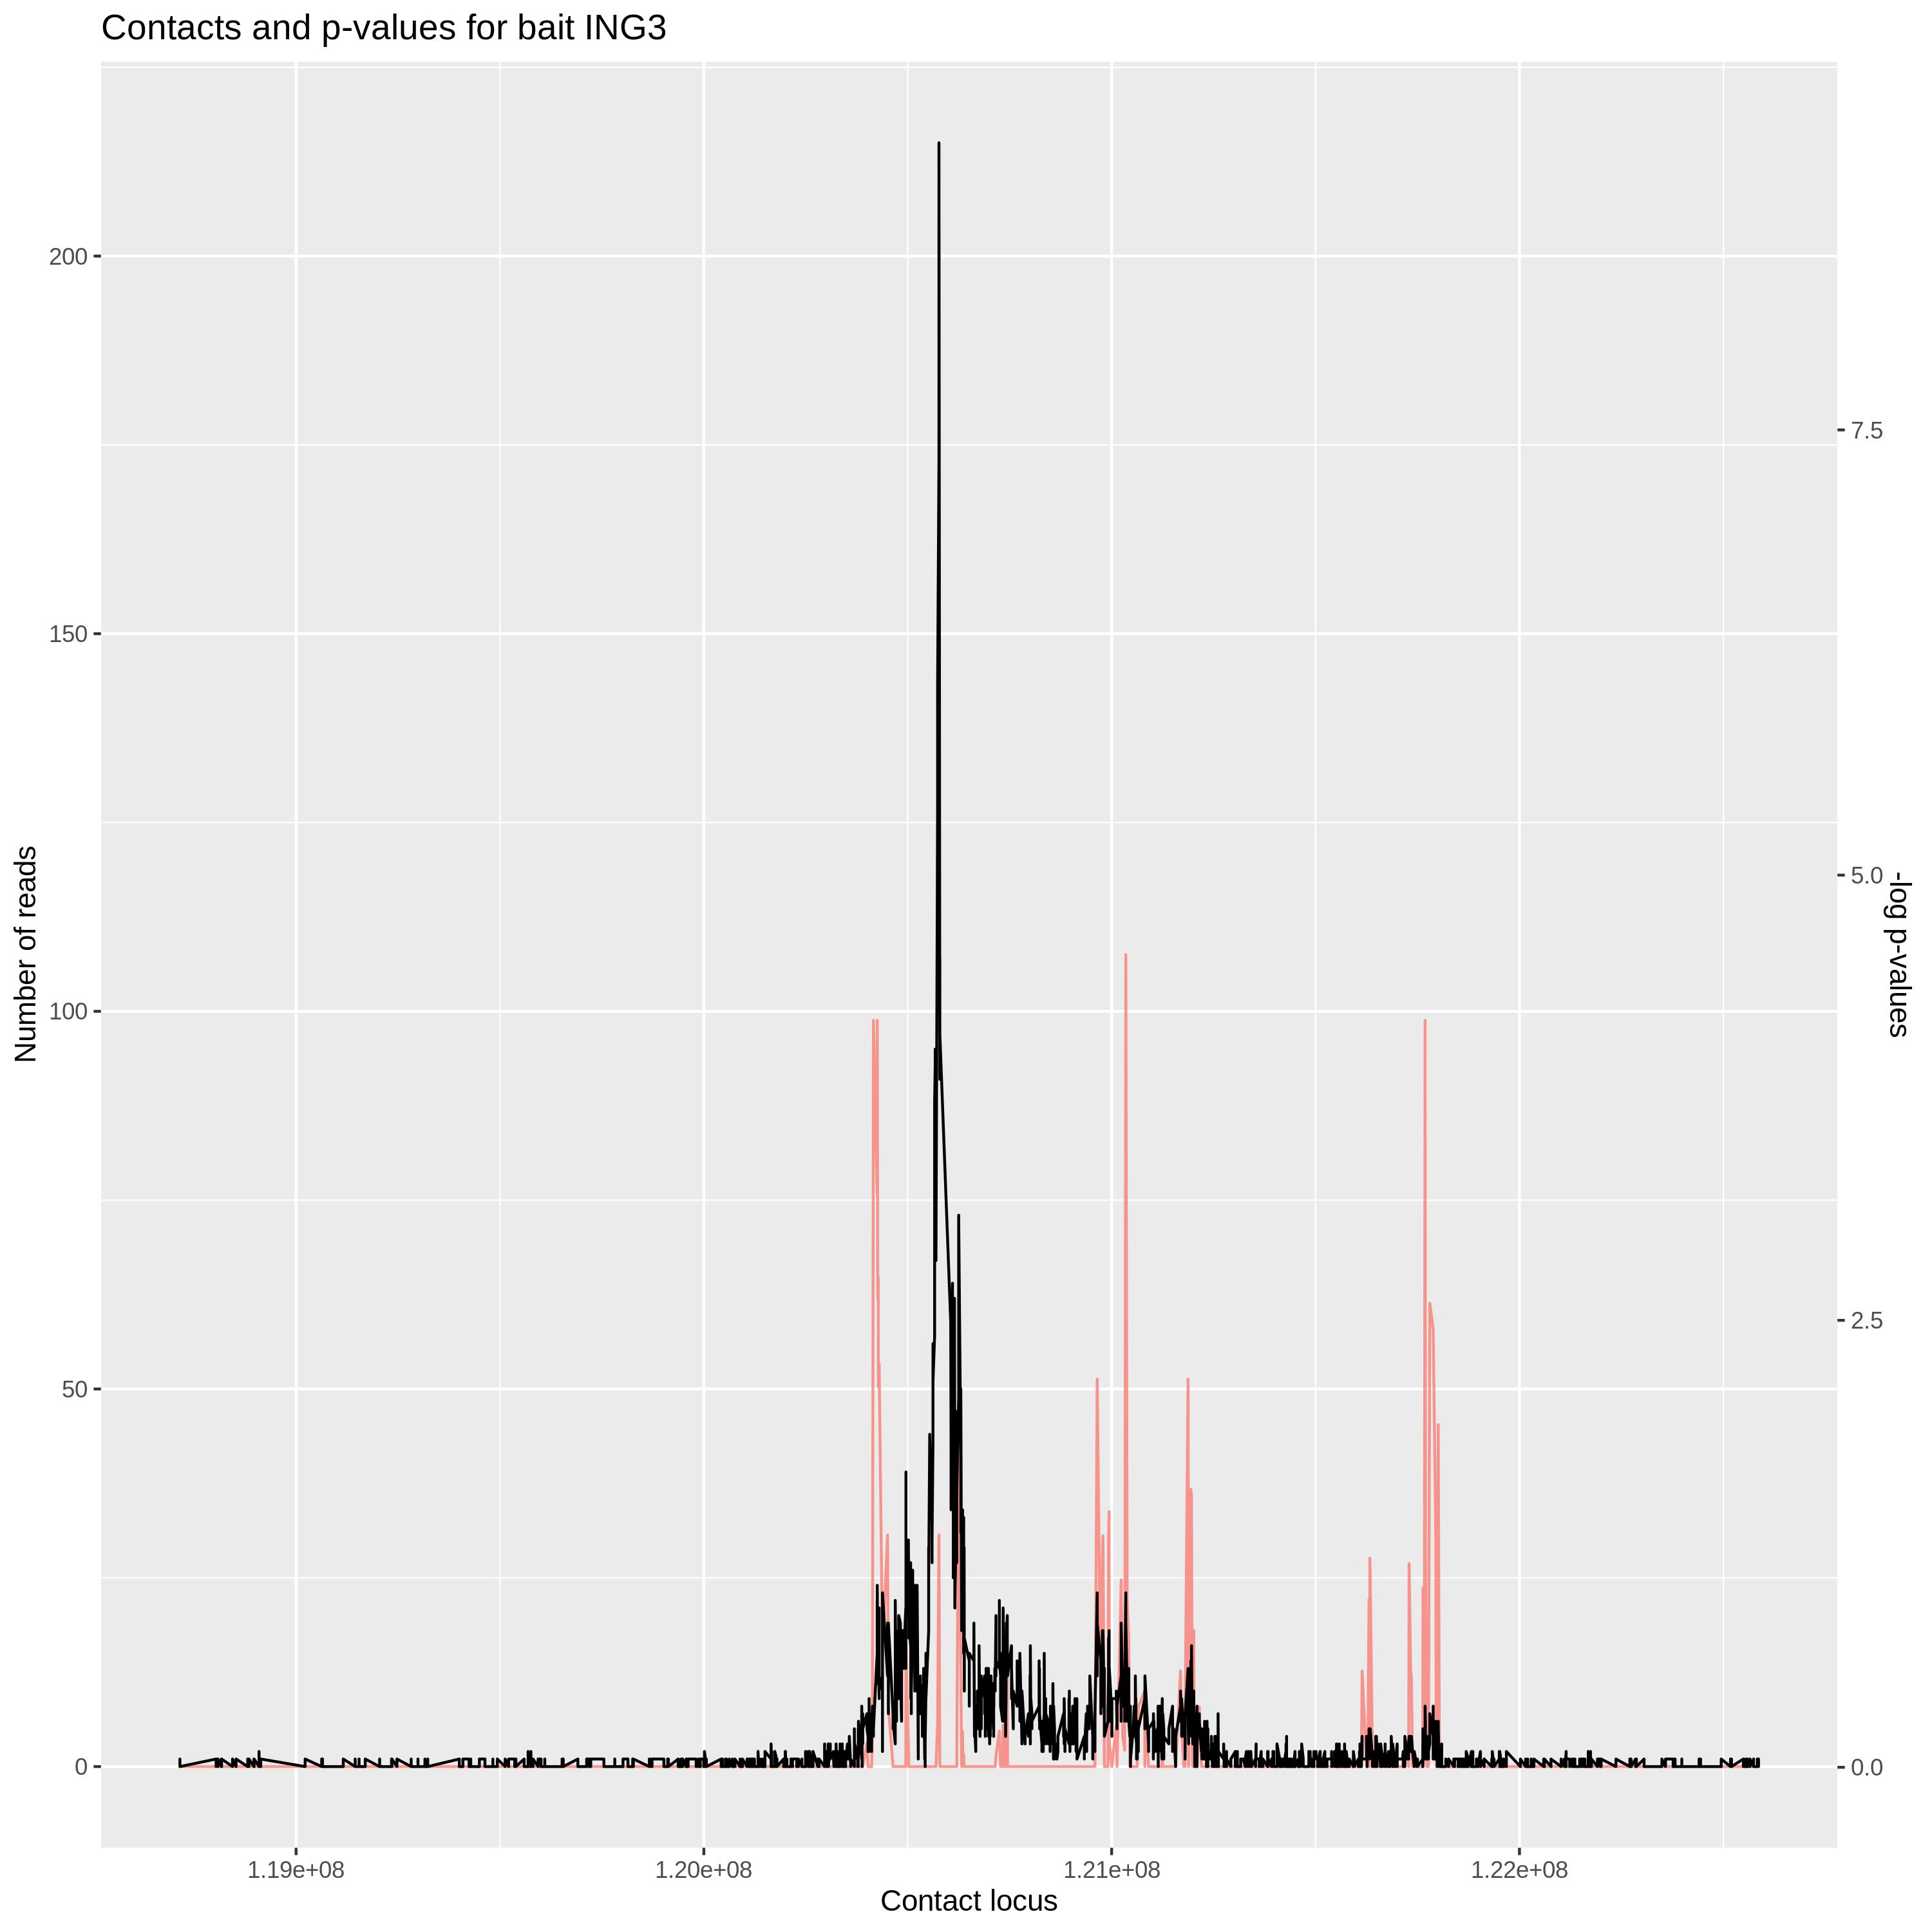 Contacts and p-values for bait ING3
200
150
100
50
0
7.5
5.0
2.5
0.0
Number of reads
-log p-values
1.19e+08
1.20e+08
1.21e+08
1.22e+08
Contact locus